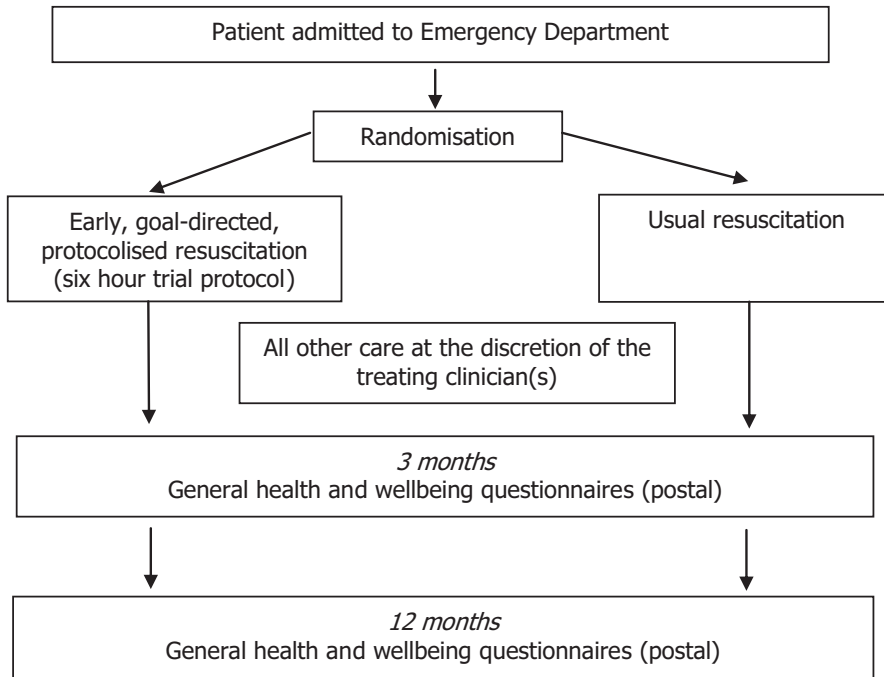 Patient admitted to Emergency Department
Randomisation
Early, goal-directed,
protocolised resuscitation
(six hour trial protocol)
Usual resuscitation
All other care at the discretion of the
treating clinician(s)
3 months
General health and wellbeing questionnaires (postal)
12 months
General health and wellbeing questionnaires (postal)